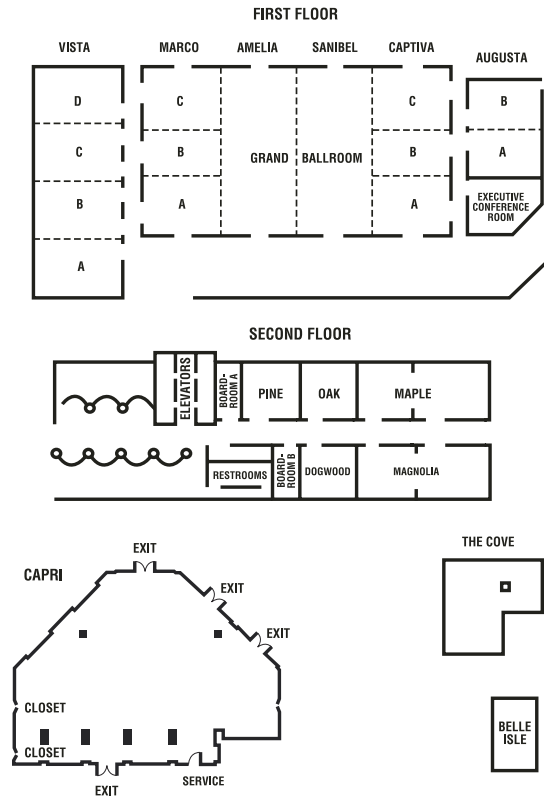 FIRST FLOOR
VISTA
MARCO
AMELIA
SANIBEL
CAPTIVA
AUGUSTA
D
C
B
A
C
B
A
GRAND BALLROOM
C
B
A
B
A
EXECUTIVE
CONFERENCE
ROOM
SECOND FLOOR
ELEVATORS
BOARD-
ROOM A
PINE
OAK
MAPLE
RESTROOMS
BOARD-
ROOM B
DOGWOOD
MAGNOLIA
CAPRI
EXIT
EXIT
EXIT
CLOSET
CLOSET
EXIT
SERVICE
THE COVE
BELLE
ISLE